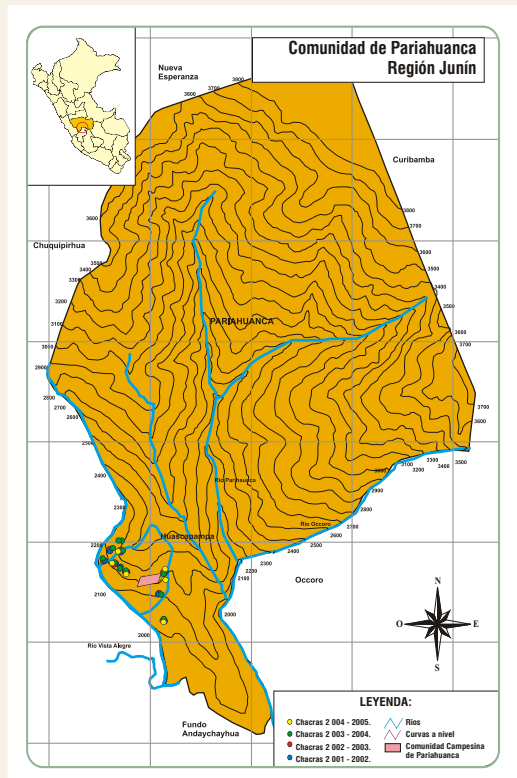 Comunidad de Pariahuanca
Región Junín
Nueva
Esperanza
3800
3700
3600
Curibamba
3800
3700
3600
3500
3400
3500
3600
3700
3600
Chuquipirhua
3500
3400
3300
3200
3100
3010
2900
PARIAHUANCA
2800
2700
2600
2500
2400
2300
2200
2100
2000
3700
3600
3500
3400
3300
3200
3100
3000
2900
2800
2700
2600
2500
2400
2300
2200
2100
2000
Río Pariahuanca
Río Occoro
Huascapampa
Occoro
Río Vista Alegre
Fundo
Andaychayhua
N
O
E
S
LEYENDA:
Chacras 2 004 - 2005.
Chacras 2 003 - 2004.
Chacras 2 002 - 2003.
Chacras 2 001 - 2002.
Ríos
Curvas a nivel
Comunidad Campesina
de Pariahuanca